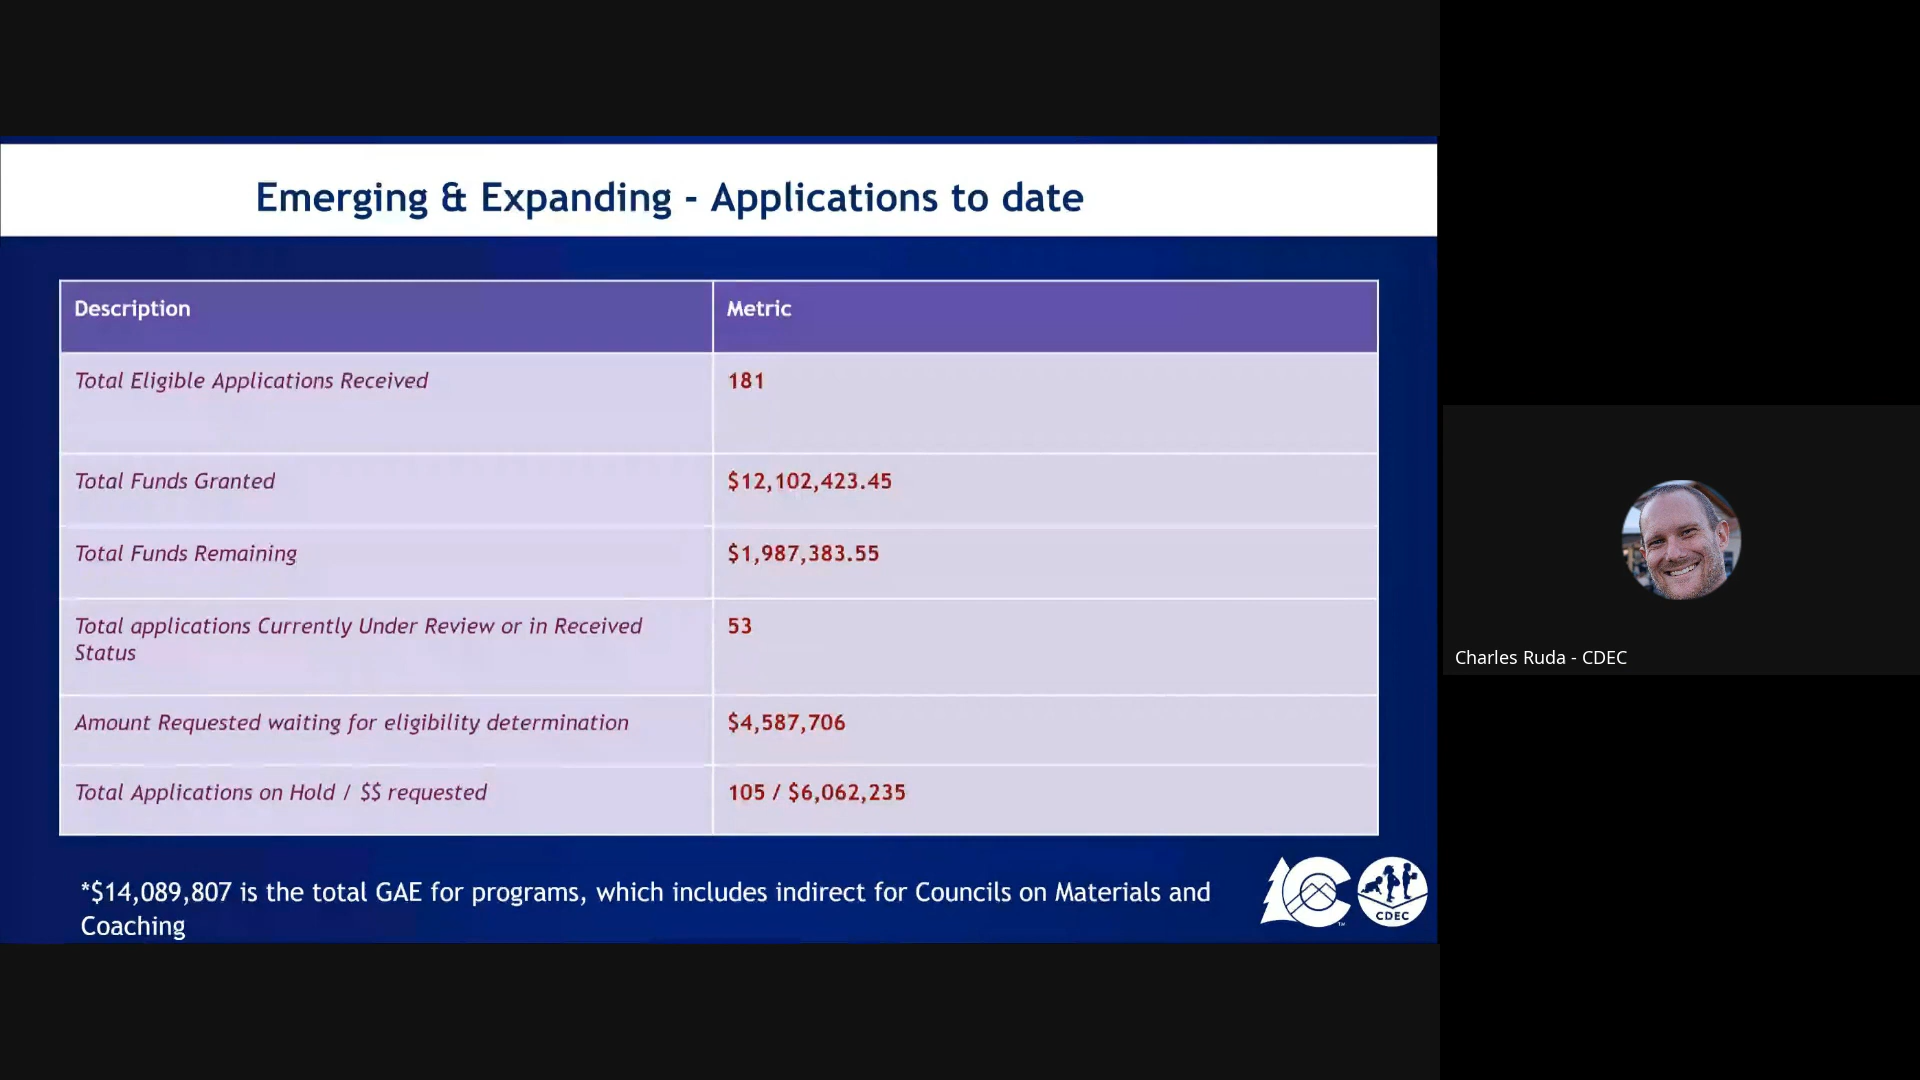 Emerging & Expanding - Applications to date
Description
Metric
Total Eligible Applications Received
181
Total Funds Granted
$12,102,423.45
Total Funds Remaining
$1,987,383.55
Total applications Currently Under Review or in Received
Status
53
Amount Requested waiting for eligibility determination
$4,587,706
Total Applications on Hold / $$ requested
105 / $6,062,235
*$14,089,807 is the total GAE for programs, which includes indirect for Councils on Materials and
Coaching
CDEC
TM
Charles Ruda - CDEC